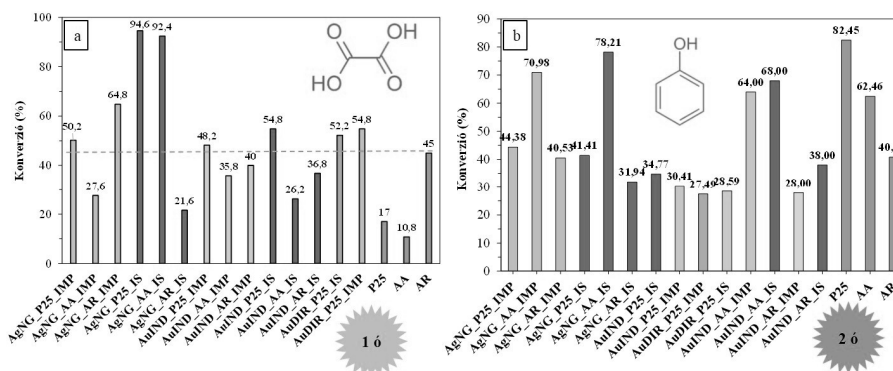 a
Konverzió (%)
100
80
60
40
20
0
50,2
27,6
64,8
94,6
92,4
21,6
48,2
35,8
40
54,8
26,2
36,8
52,2
54,8
17
10,8
45
O
OH
HO
O
AgNG_P25_IMP
AgNG_AA_IMP
AgNG_AR_IMP
AgNG_P25_IS
AgNG_AA_IS
AgNG_AR_IS
AuIND_P25_IMP
AuIND_AA_IMP
AuIND_AR_IMP
AuIND_P25_IS
AuIND_AA_IS
AuIND_AR_IS
AuDIR_P25_IS
AuDIR_P25_IMP
P25
AA
AR
1 ó
b
Konverzió (%)
90
80
70
60
50
40
30
20
10
0
44,38
70,98
40,53
41,41
78,21
31,94
34,77
30,41
27,49
28,59
64,00
68,00
28,00
38,00
82,45
62,46
40,
OH
AgNG_P25_IMP
AgNG_AA_IMP
AgNG_AR_IMP
AgNG_P25_IS
AgNG_AA_IS
AgNG_AR_IS
AuIND_P25_IS
AuIND_P25_IMP
AuDIR_P25_IMP
AuDIR_P25_IS
AuIND_AA_IMP
AuIND_AA_IS
AuIND_AR_IMP
AuIND_AR_IS
P25
AA
AR
2 ó